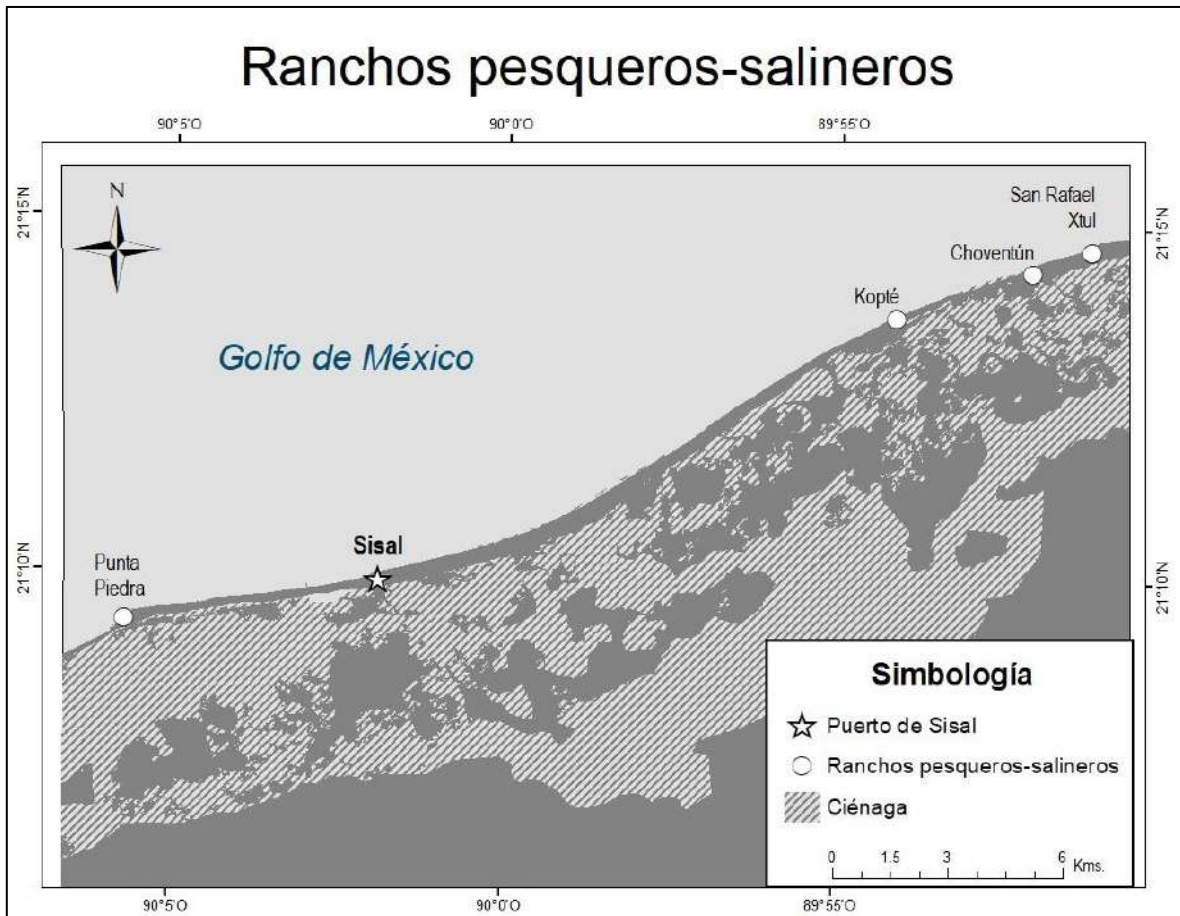 Ranchos pesqueros-salineros
90°5'O
90°0'O
89°55'O
21°15'N
21°15'N
N
San Rafael
Xtul
Choventún
Kopté
Golfo de México
Sisal
Punta
Piedra
21°10'N
21°10'N
Simbología
Puerto de Sisal
Ranchos pesqueros-salineros
Ciénaga
0 1.5 3 6 Kms.
90°5'O
90°0'O
89°55'O